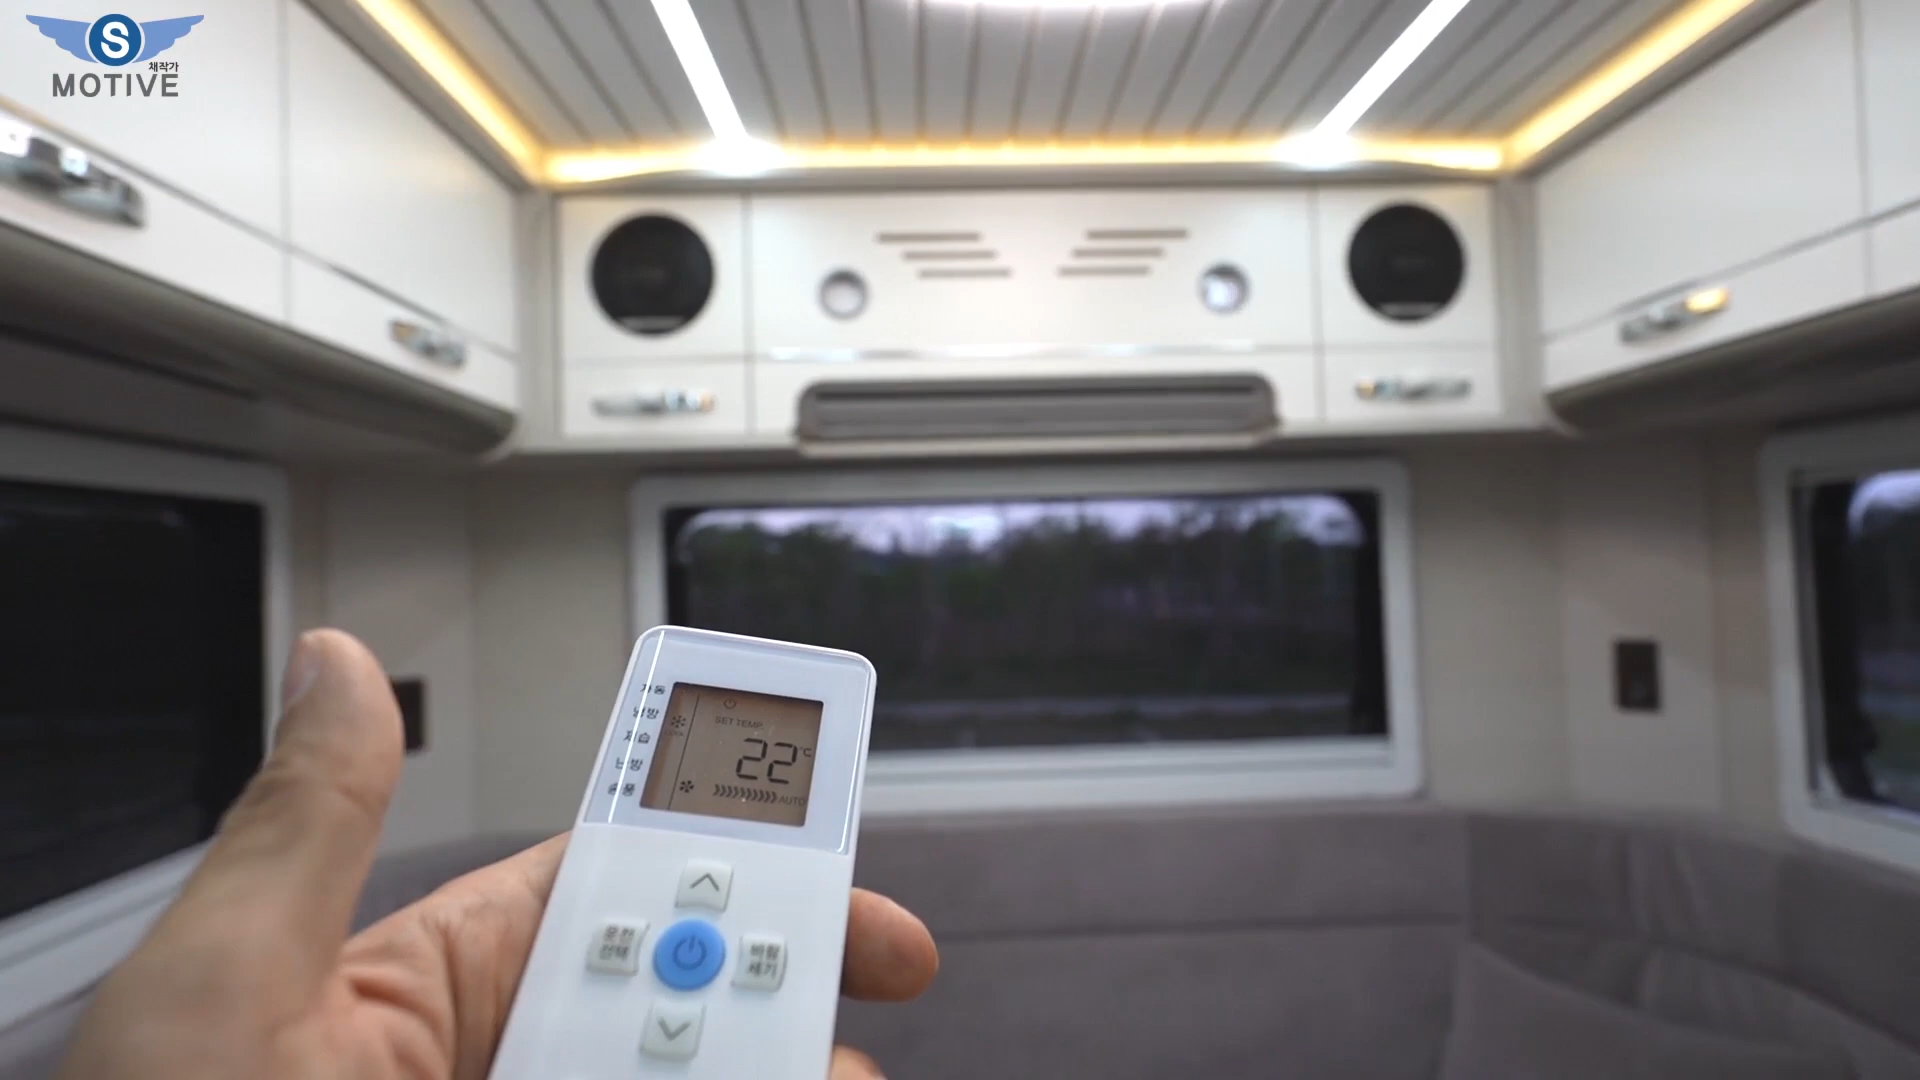 S
채작가
MOTIVE
자동
냉방
제습
난방
송풍
SET TEMP.
22°C
AUTO
운전
선택
바람
세기